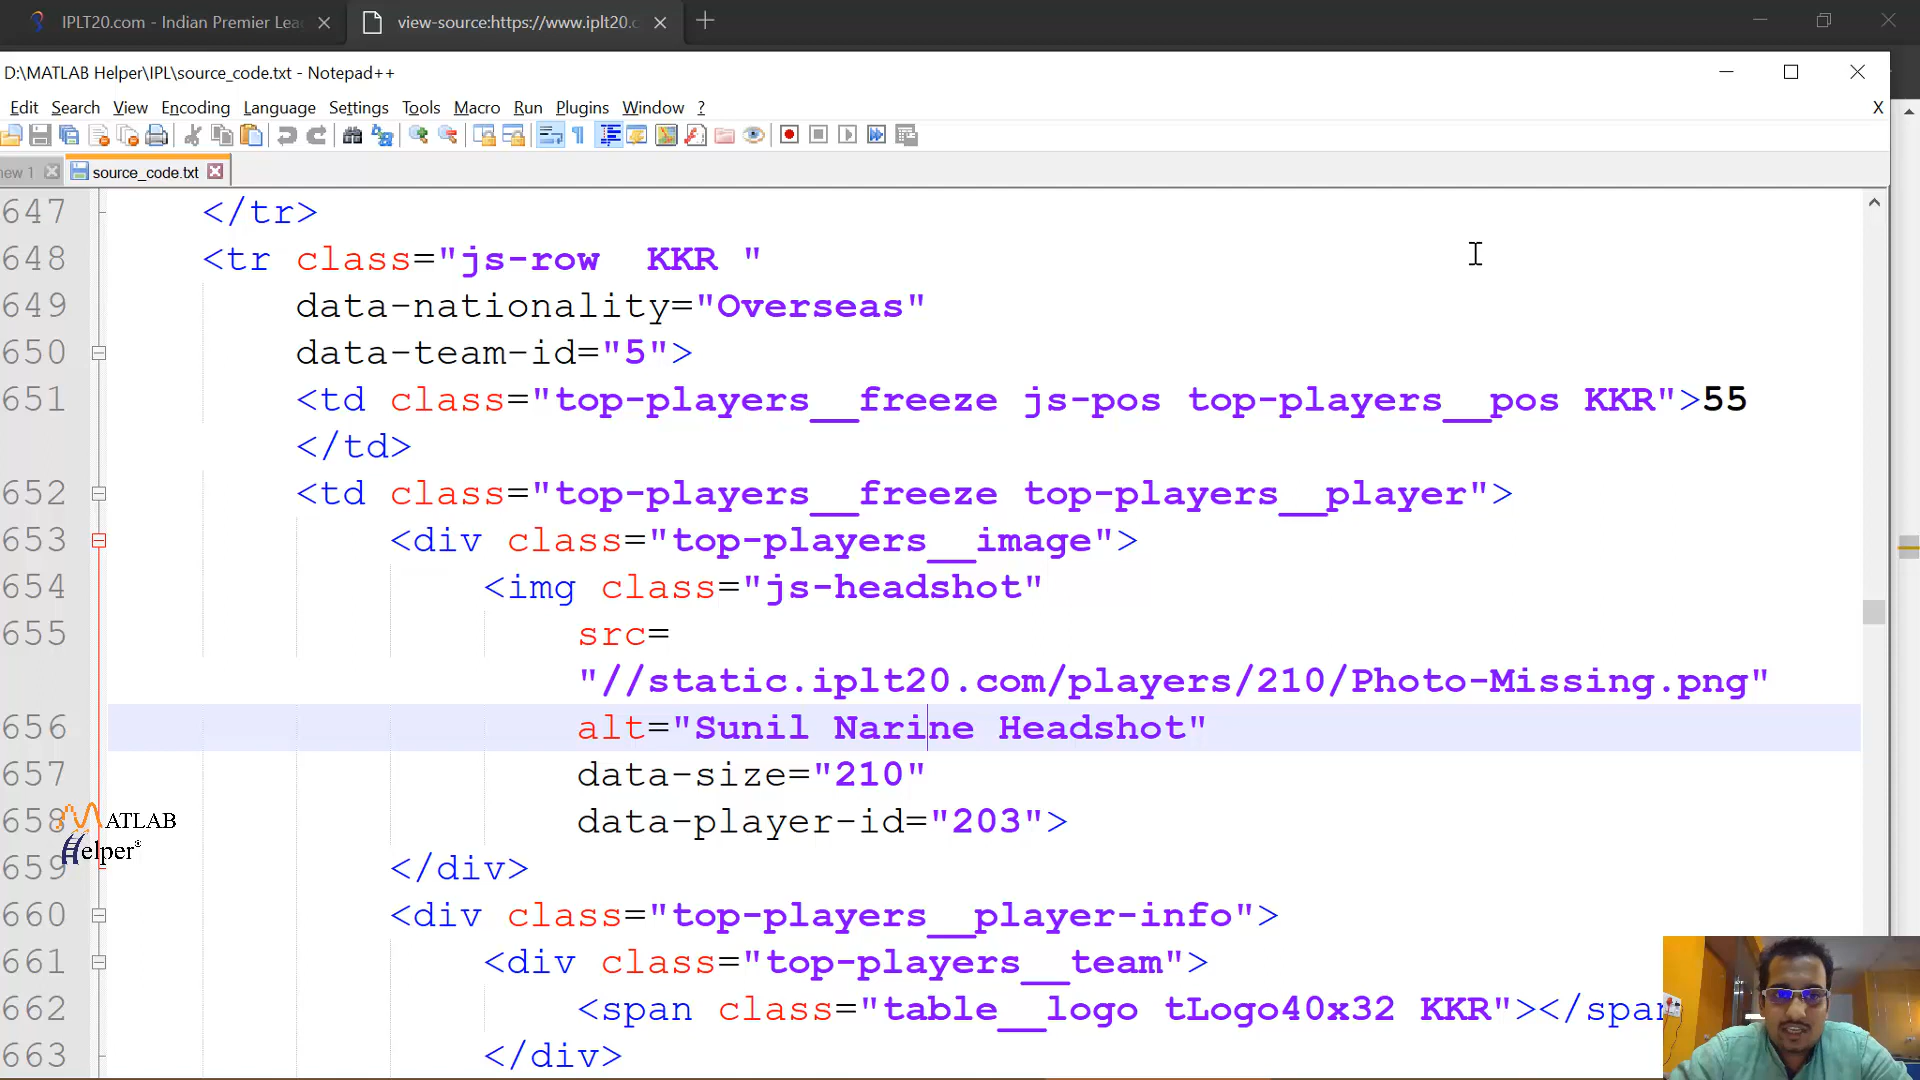 IPLT20.com - Indian Premier Lea
view-source:https://www.iplt20.c
D:\MATLAB Helper\IPL\source_code.txt - Notepad++
Edit Search View Encoding Language Settings Tools Macro Run Plugins Window ? X
new 1 source_code.txt
647 </tr>
648 <tr class="js-row  KKR "
649 data-nationality="Overseas"
650 data-team-id="5">
651 <td class="top-players__freeze js-pos top-players__pos KKR">55
</td>
652 <td class="top-players__freeze top-players__player">
653 <div class="top-players__image">
654 <img class="js-headshot"
655 src=
"//static.iplt20.com/players/210/Photo-Missing.png"
656 alt="Sunil Narine Headshot"
657 data-size="210"
658 data-player-id="203">
MATLAB
Helper®
659 </div>
660 <div class="top-players__player-info">
661 <div class="top-players__team">
662 <span class="table__logo tLogo40x32 KKR"></span
663 </div>